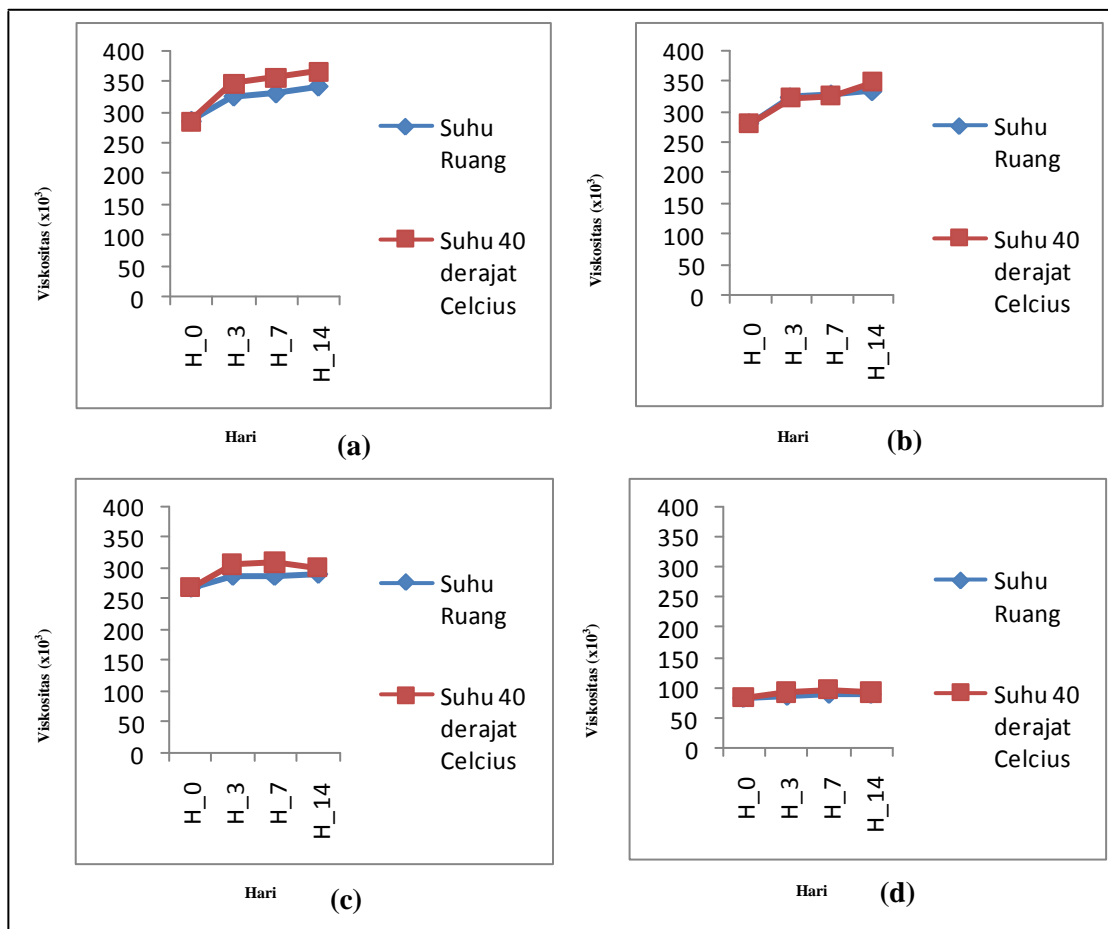 400
350
300
250
200
150
100
50
0
Viskositas (x10³)
H_0
H_3
H_7
H_14
Suhu
Ruang
Suhu 40
derajat
Celcius
Hari
(a)
400
350
300
250
200
150
100
50
0
Viskositas (x10³)
H_0
H_3
H_7
H_14
Suhu
Ruang
Suhu 40
derajat
Celcius
Hari
(b)
400
350
300
250
200
150
100
50
0
Viskositas (x10³)
H_0
H_3
H_7
H_14
Suhu
Ruang
Suhu 40
derajat
Celcius
Hari
(c)
400
350
300
250
200
150
100
50
0
Viskositas (x10³)
H_0
H_3
H_7
H_14
Suhu
Ruang
Suhu 40
derajat
Celcius
Hari
(d)